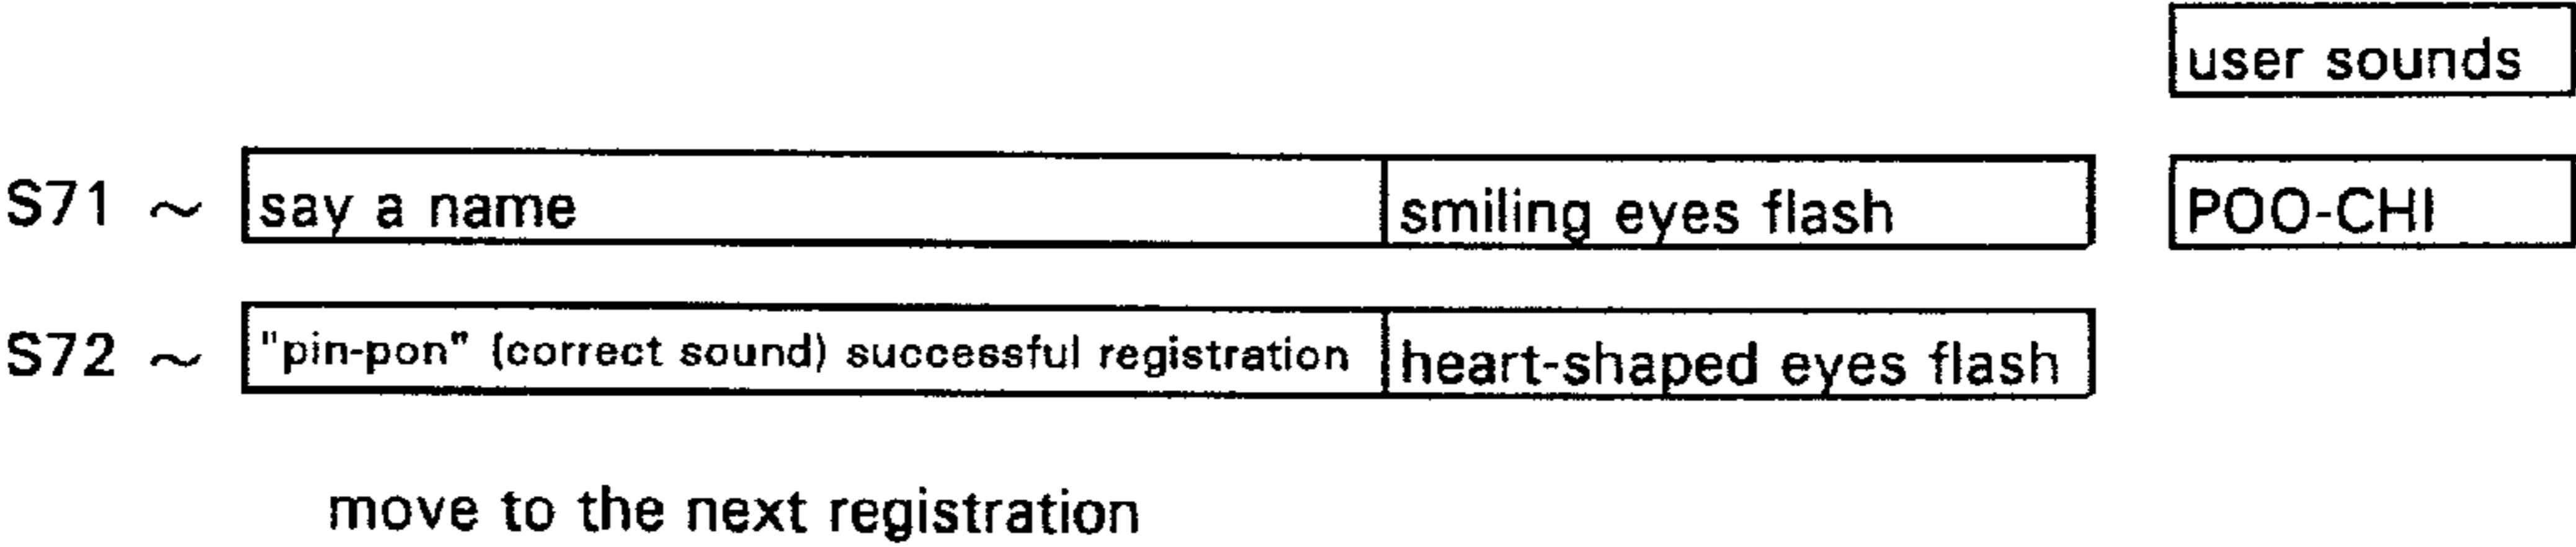 user sounds
S71 ~ say a name smiling eyes flash POO-CHI
S72 ~ "pin-pon" (correct sound) successful registration heart-shaped eyes flash
move to the next registration